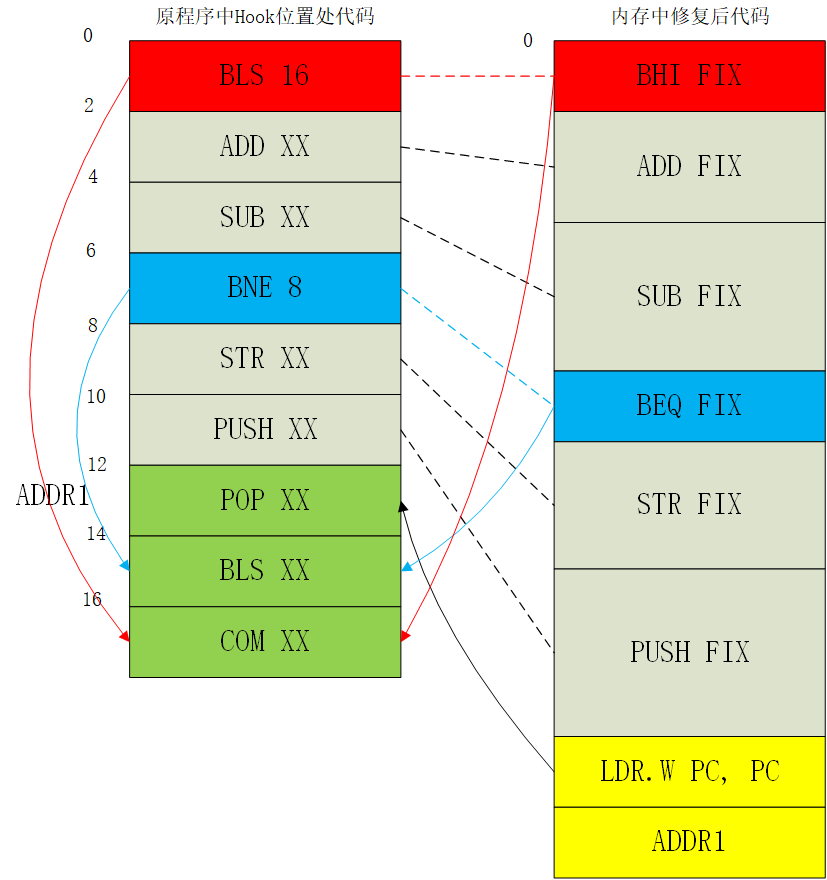 原程序中Hook位置处代码
内存中修复后代码
0
BLS 16
2
ADD XX
4
SUB XX
6
BNE 8
8
STR XX
10
PUSH XX
12
ADDR1
POP XX
14
BLS XX
16
COM XX
0
BHI FIX
ADD FIX
SUB FIX
BEQ FIX
STR FIX
PUSH FIX
LDR.W PC, PC
ADDR1